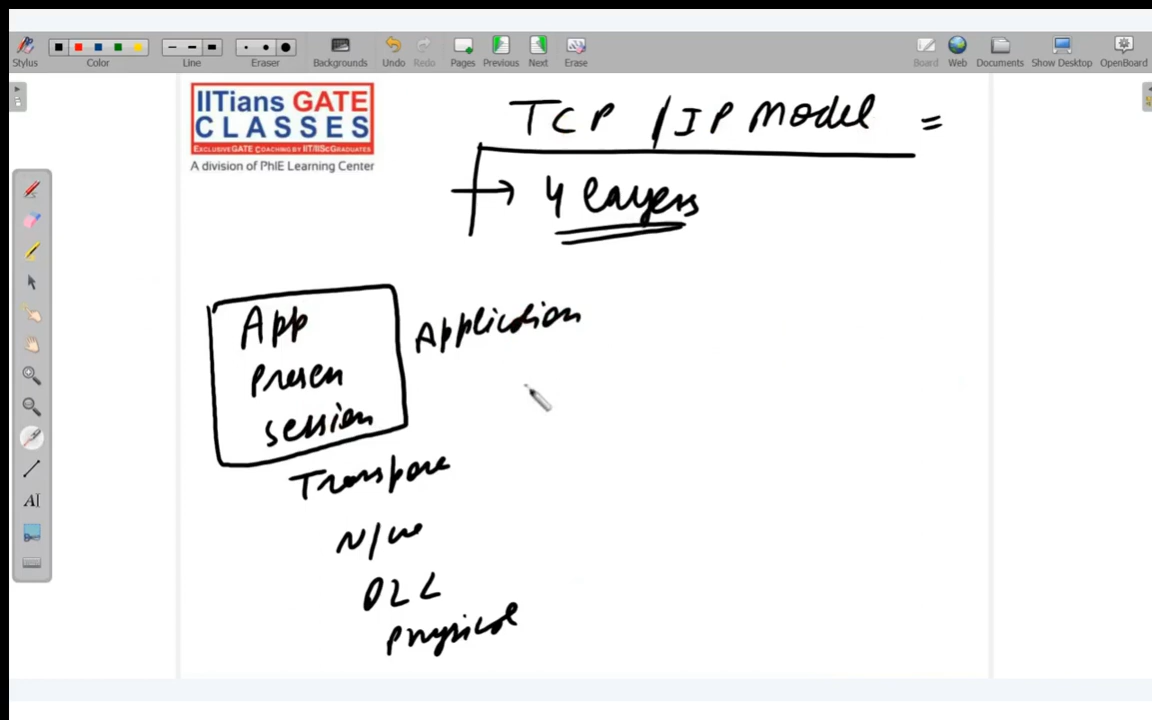 Stylus Color Line Eraser Backgrounds Undo Redo Pages Previous Next Erase Board Web Documents Show Desktop OpenBoard
IITians GATE
CLASSES
EXCLUSIVE GATE COACHING BY IIT/IISc GRADUATES
A division of PhIE Learning Center
TCP / IP Model =
→ 4 layers
App
Application
Presen
session
Transpore
N/w
DLL
Physical
AI